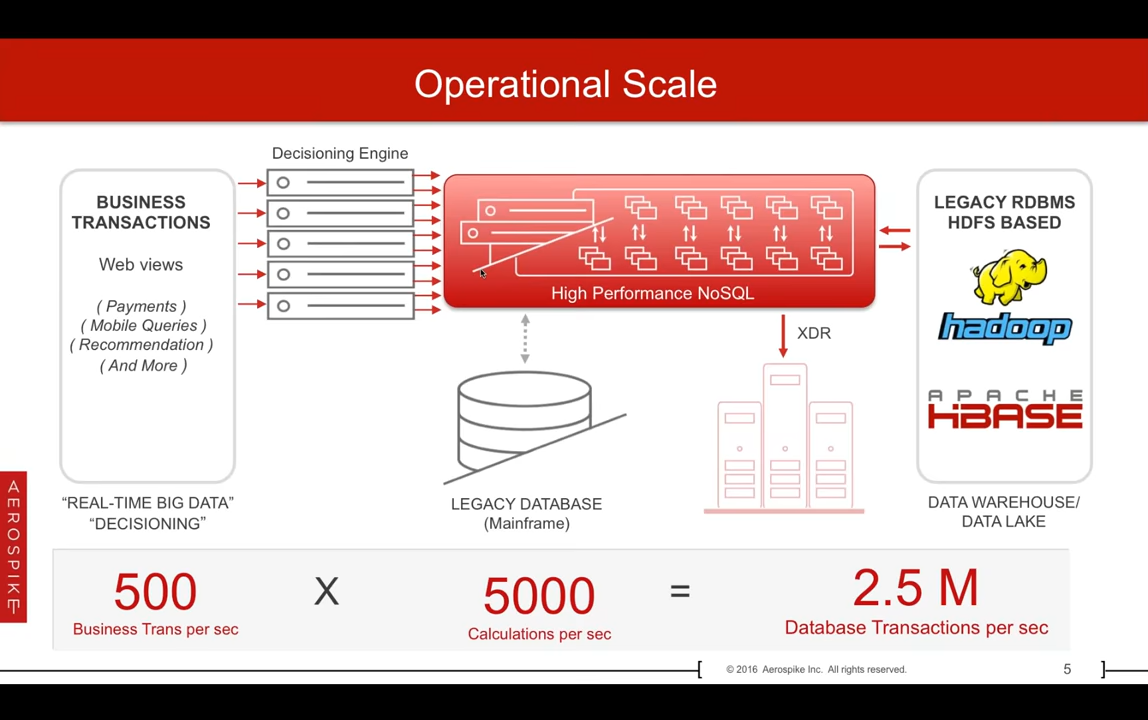 Operational Scale
Decisioning Engine
BUSINESS
TRANSACTIONS
Web views
( Payments )
( Mobile Queries )
( Recommendation )
( And More )
“REAL-TIME BIG DATA”
“DECISIONING”
High Performance NoSQL
XDR
LEGACY DATABASE
(Mainframe)
LEGACY RDBMS
HDFS BASED
hadoop
APACHE
HBASE
DATA WAREHOUSE/
DATA LAKE
AEROSPIKE
500
Business Trans per sec
X
5000
Calculations per sec
=
2.5 M
Database Transactions per sec
© 2016 Aerospike Inc. All rights reserved.
5